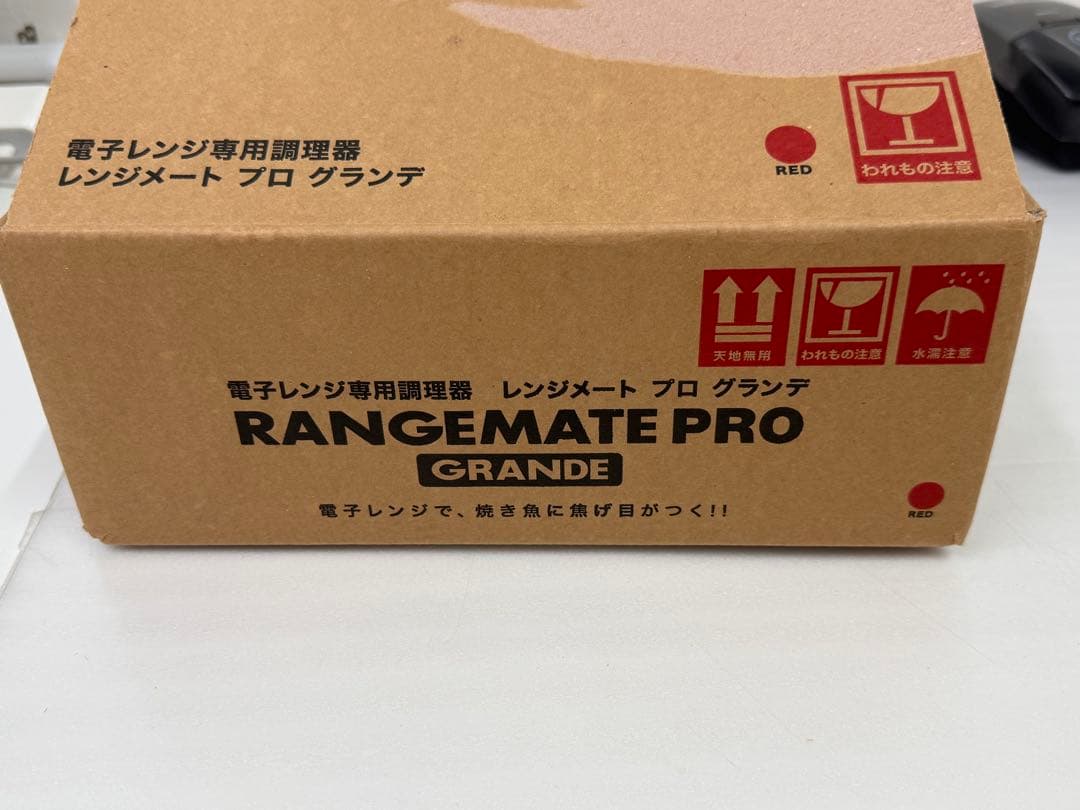 電子レンジ専用調理器
レンジメート プロ グランデ
RED
われもの注意
天地無用
われもの注意
水濡注意
電子レンジ専用調理器 レンジメート プロ グランデ
RANGEMATE PRO
GRANDE
電子レンジで、焼き魚に焦げ目がつく!!
RED